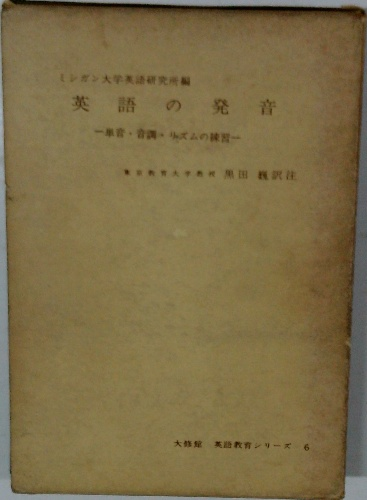 ミシガン大学英語研究所編
英語の発音
—単音・音調・リズムの練習—
東京教育大学教授 黒田 巍訳注
大修館 英語教育シリーズ 6